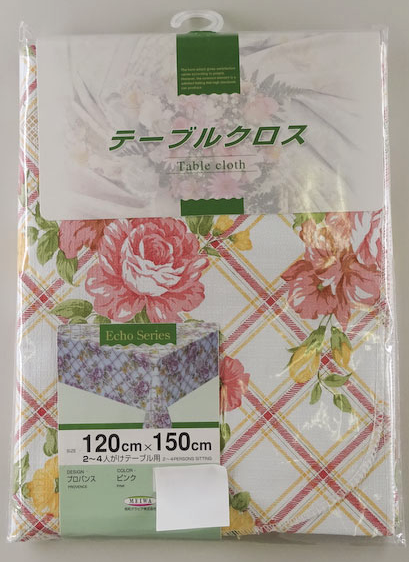 テーブルクロス
Table cloth
Echo Series
SIZE 120cm×150cm
2～4人がけテーブル用 2～4PERSONS SITTING
DESIGN COLOR
プロバンス ピンク
PROVENCE PINK
MEIWA